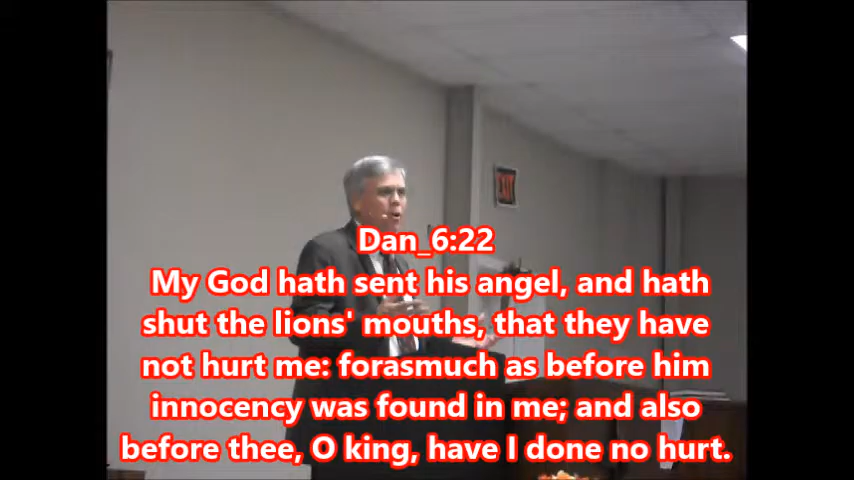 EXIT
Dan_6:22
My God hath sent his angel, and hath
shut the lions' mouths, that they have
not hurt me: forasmuch as before him
innocency was found in me; and also
before thee, O king, have I done no hurt.